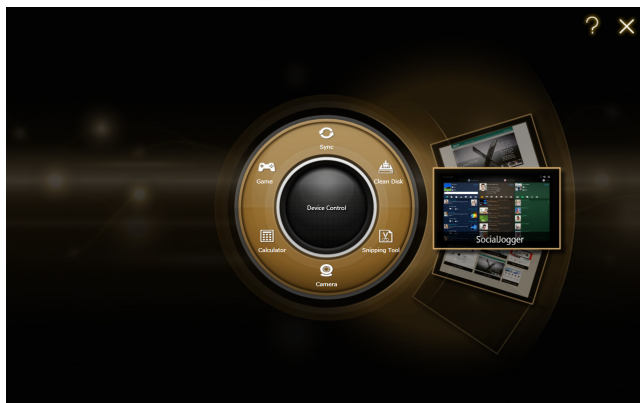 ?
Sync
Game
Clean Disk
Device Control
SocialJogger
Calculator
Snipping Tool
Camera